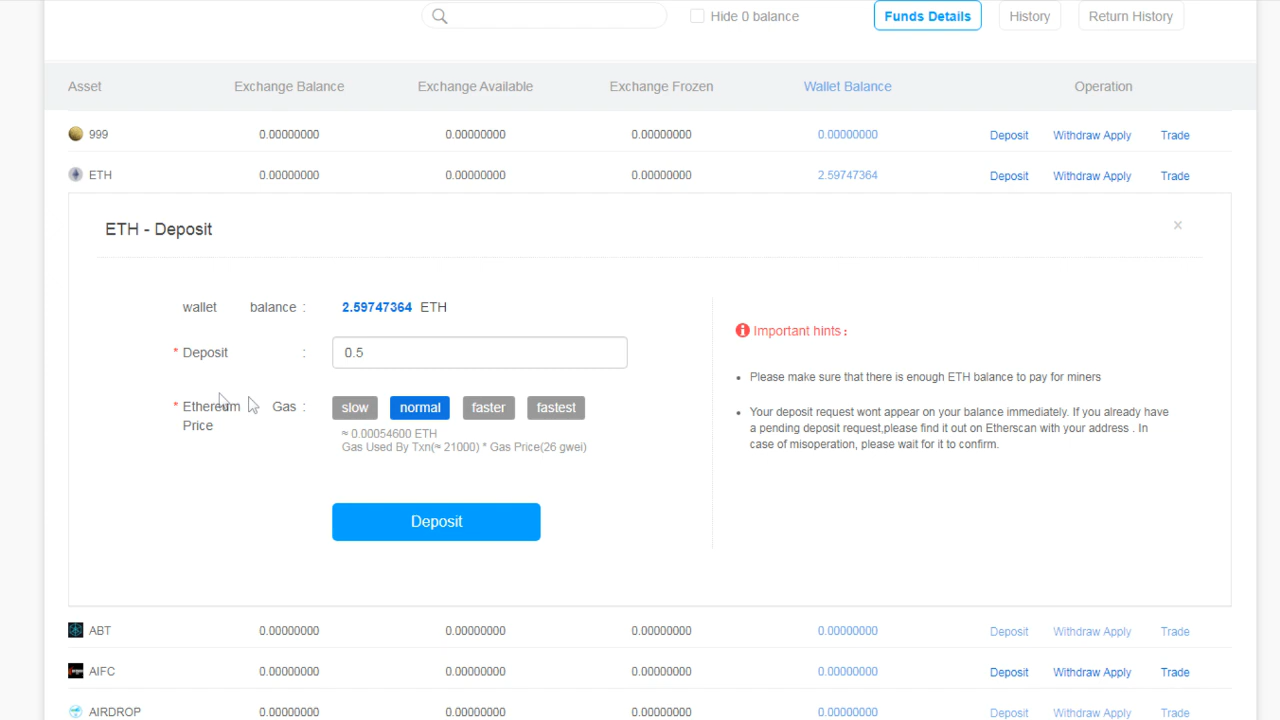 Hide 0 balance Funds Details History Return History
Asset Exchange Balance Exchange Available Exchange Frozen Wallet Balance Operation
999 0.00000000 0.00000000 0.00000000 0.00000000 Deposit Withdraw Apply Trade
ETH 0.00000000 0.00000000 0.00000000 2.59747364 Deposit Withdraw Apply Trade
ETH - Deposit ×
wallet balance : 2.59747364 ETH
* Deposit : 0.5
* Ethereum Gas : slow normal faster fastest
Price
≈ 0.00054600 ETH
Gas Used By Txn(≈ 21000) * Gas Price(26 gwei)
Deposit
Important hints：
• Please make sure that there is enough ETH balance to pay for miners
• Your deposit request wont appear on your balance immediately. If you already have
a pending deposit request,please find it out on Etherscan with your address . In
case of misoperation, please wait for it to confirm.
ABT 0.00000000 0.00000000 0.00000000 0.00000000 Deposit Withdraw Apply Trade
AIFC 0.00000000 0.00000000 0.00000000 0.00000000 Deposit Withdraw Apply Trade
AIRDROP 0.00000000 0.00000000 0.00000000 0.00000000 Deposit Withdraw Apply Trade